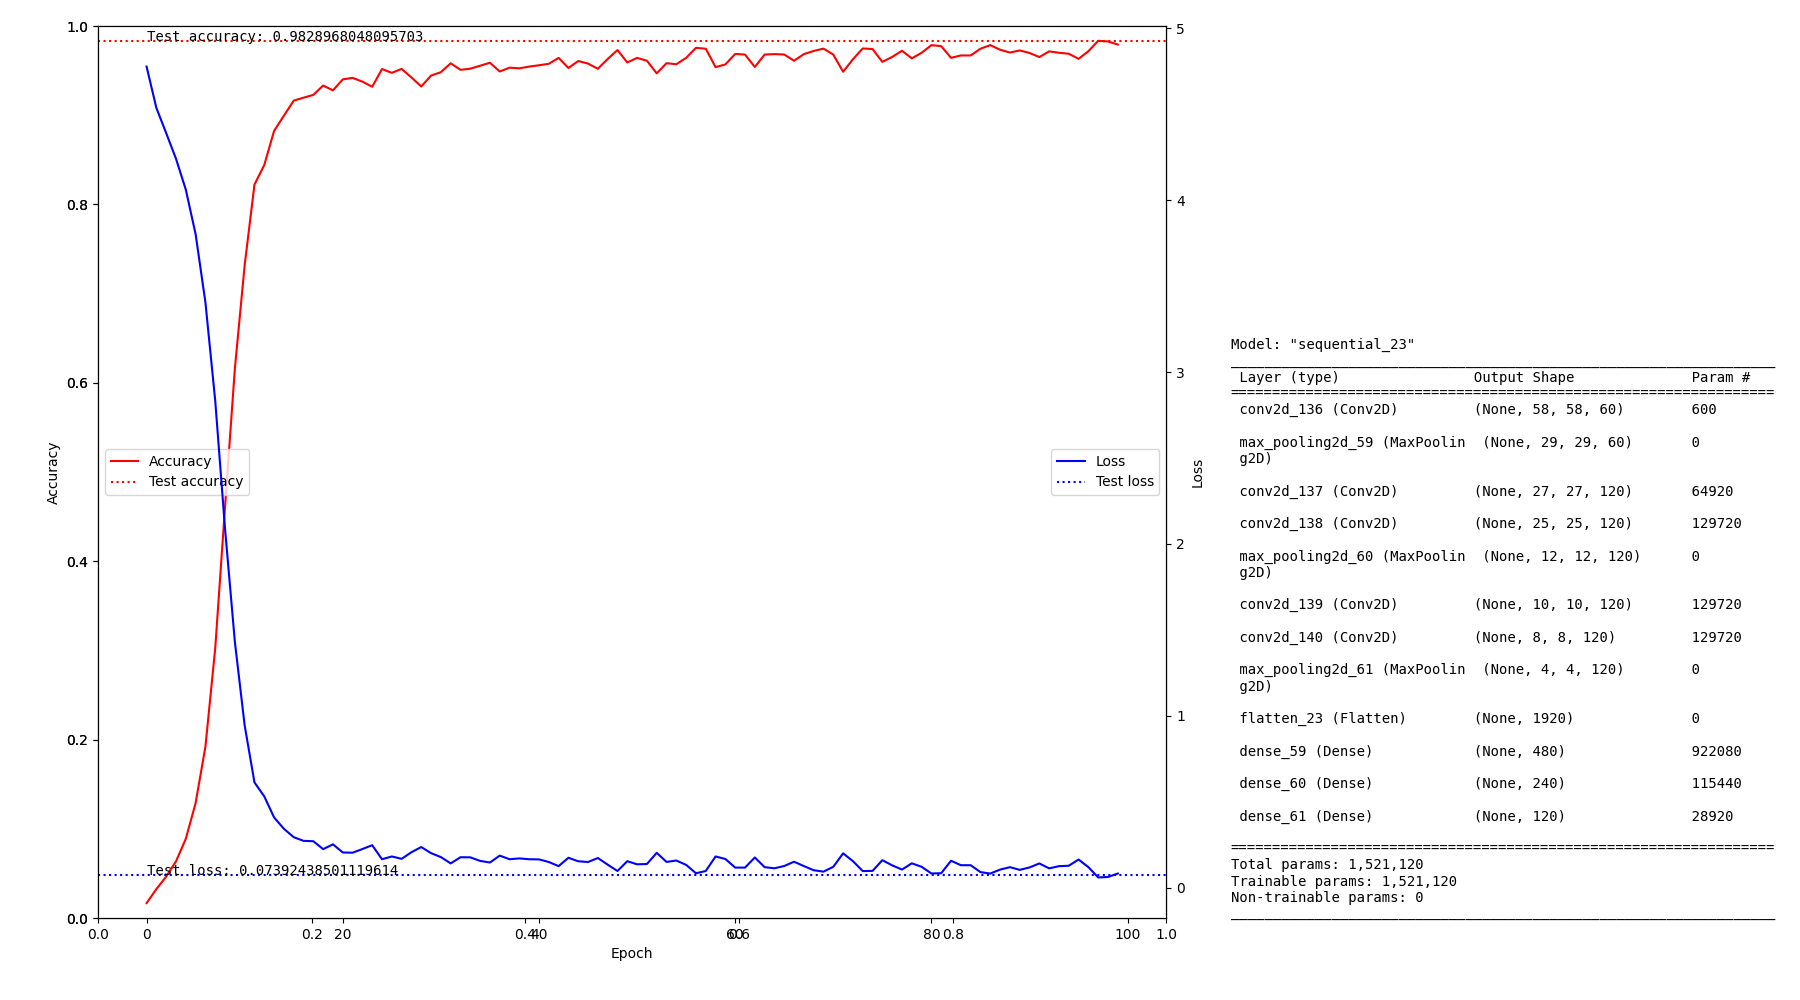 1.0
0.8
0.6
0.4
0.2
0.0
Accuracy
Test accuracy: 0.9828968048095703
Accuracy
Test accuracy
Test loss: 0.07392438501119614
Loss
Test loss
5
4
3
2
1
0
Loss
0.0 0 0.2 20 0.4 40 60 0.6 80 0.8 100 1.0
Epoch
Model: "sequential_23"
Layer (type) Output Shape Param #
conv2d_136 (Conv2D) (None, 58, 58, 60) 600
max_pooling2d_59 (MaxPoolin (None, 29, 29, 60) 0
g2D)
conv2d_137 (Conv2D) (None, 27, 27, 120) 64920
conv2d_138 (Conv2D) (None, 25, 25, 120) 129720
max_pooling2d_60 (MaxPoolin (None, 12, 12, 120) 0
g2D)
conv2d_139 (Conv2D) (None, 10, 10, 120) 129720
conv2d_140 (Conv2D) (None, 8, 8, 120) 129720
max_pooling2d_61 (MaxPoolin (None, 4, 4, 120) 0
g2D)
flatten_23 (Flatten) (None, 1920) 0
dense_59 (Dense) (None, 480) 922080
dense_60 (Dense) (None, 240) 115440
dense_61 (Dense) (None, 120) 28920
Total params: 1,521,120
Trainable params: 1,521,120
Non-trainable params: 0